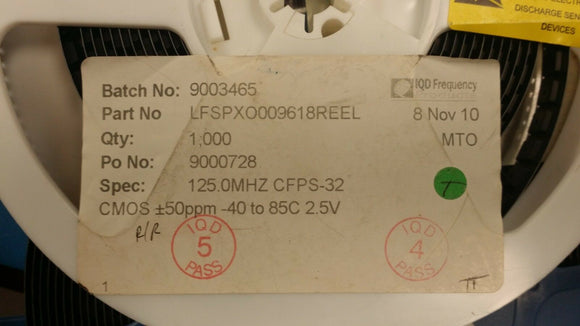 DISCHARGE SEN
DEVICES
IQD Frequency
Batch No: 9003465
Part No LFSPXO009618REEL 8 Nov 10
Qty: 1,000 MTO
Po No: 9000728
Spec: 125.0MHZ CFPS-32 T
CMOS ±50ppm -40 to 85C 2.5V
R/R
IQD 5 PASS
IQD 4 PASS
1 TT